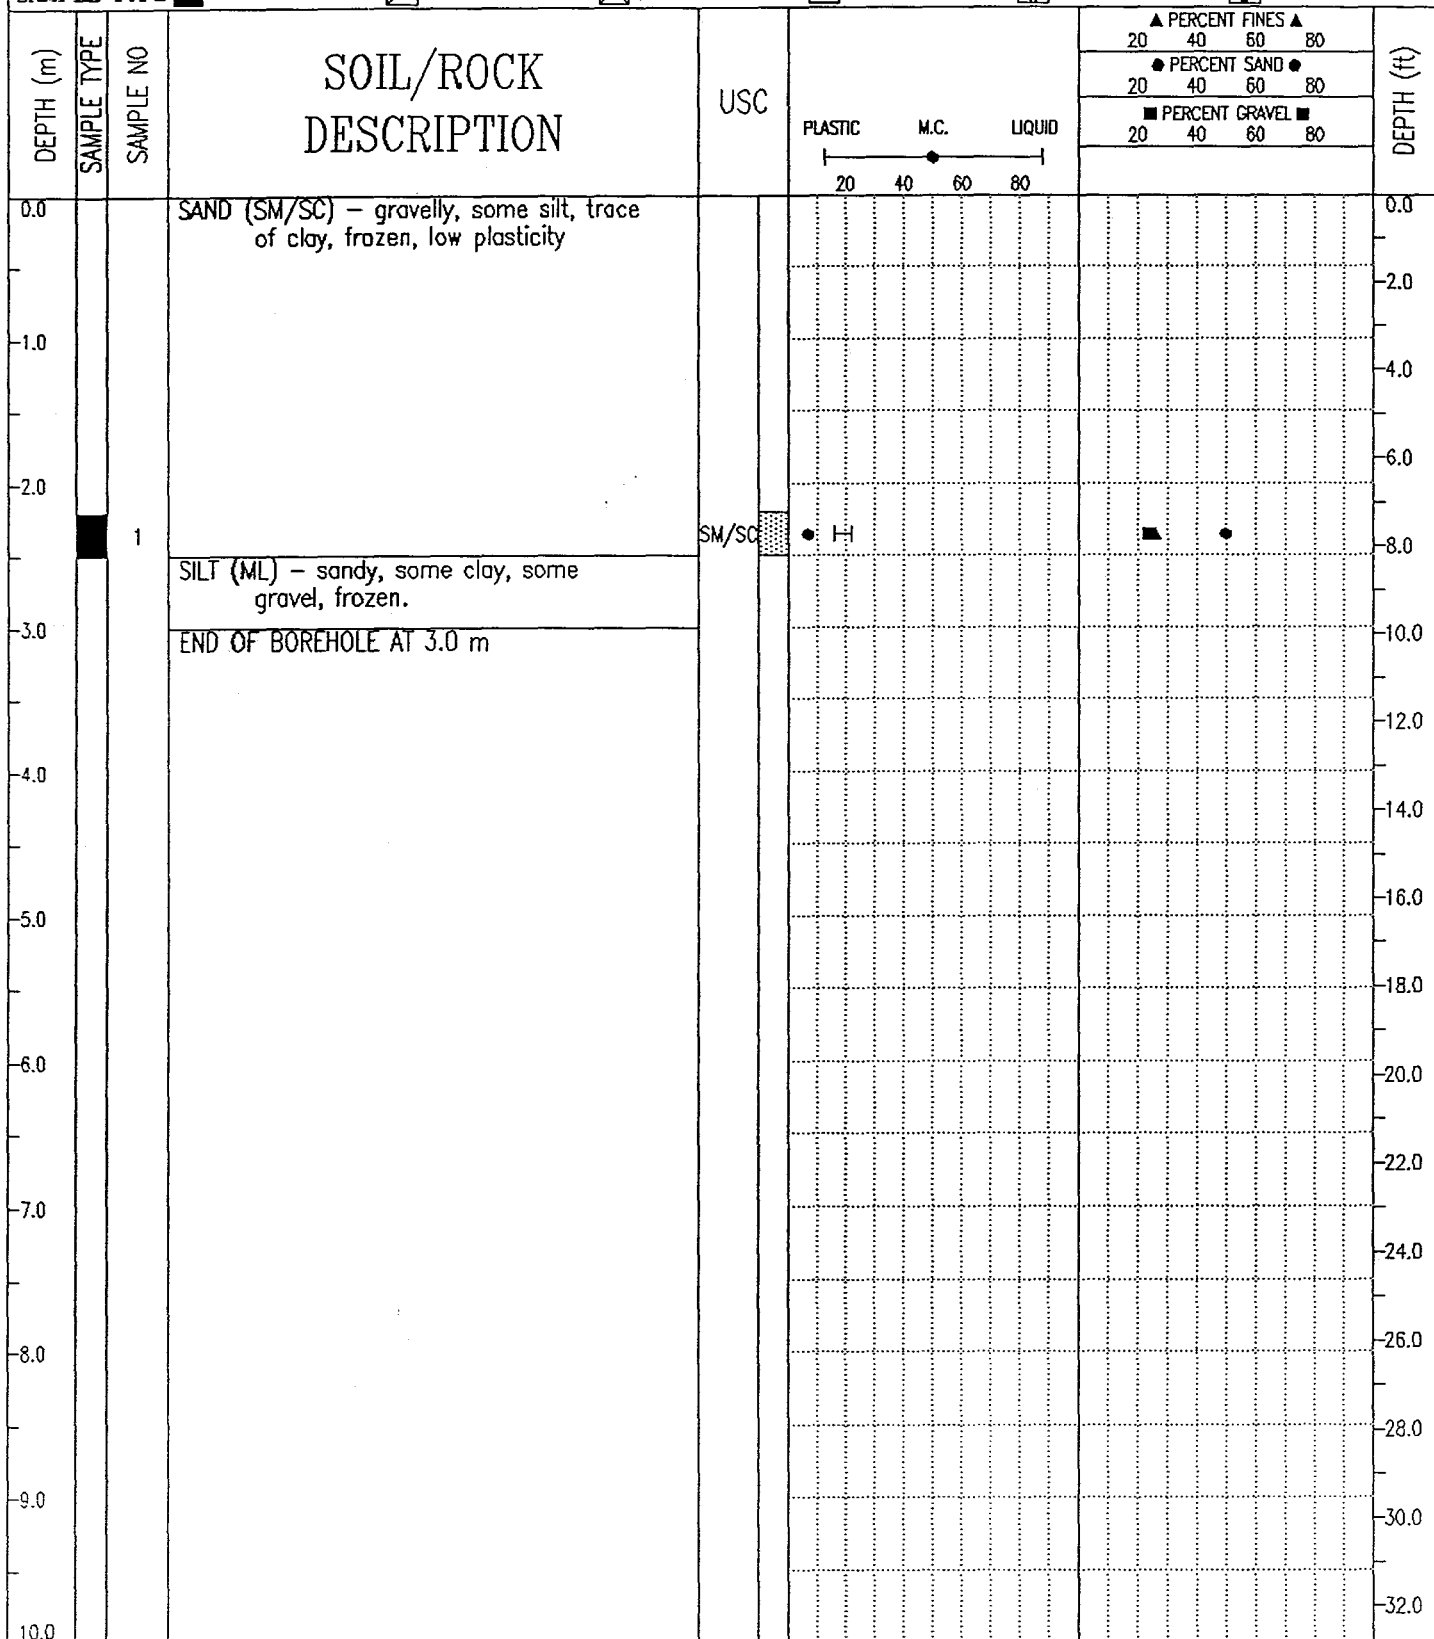 ▲ PERCENT FINES ▲
20 40 60 80
● PERCENT SAND ●
20 40 60 80
■ PERCENT GRAVEL ■
20 40 60 80
DEPTH (m)
SAMPLE TYPE
SAMPLE NO
SOIL/ROCK
DESCRIPTION
USC
PLASTIC M.C. LIQUID
20 40 60 80
DEPTH (ft)
0.0
SAND (SM/SC) – gravelly, some silt, trace
of clay, frozen, low plasticity
0.0
-2.0
-1.0
-4.0
-6.0
-2.0
1
SM/SC
-8.0
SILT (ML) – sandy, some clay, some
gravel, frozen.
-3.0
END OF BOREHOLE AT 3.0 m
-10.0
-12.0
-4.0
-14.0
-16.0
-5.0
-18.0
-6.0
-20.0
-22.0
-7.0
-24.0
-26.0
-8.0
-28.0
-9.0
-30.0
-32.0
10.0